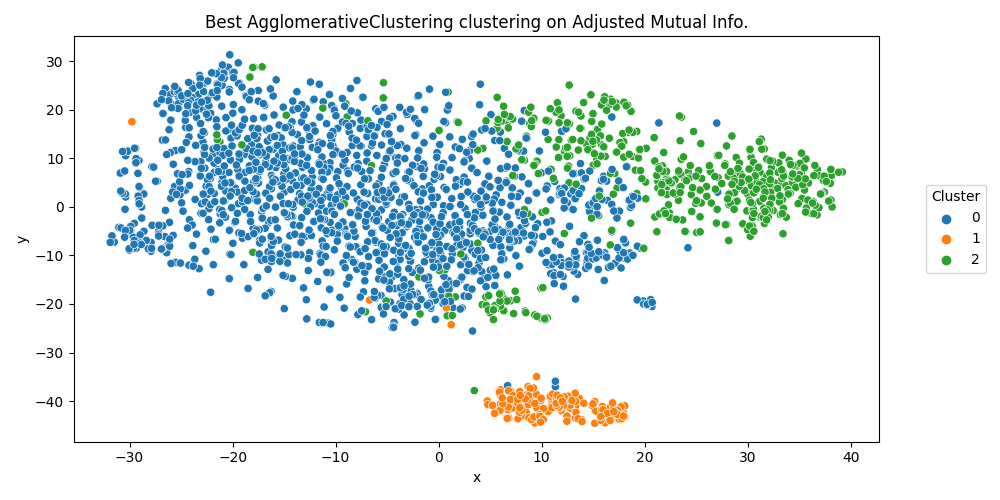 Best AgglomerativeClustering clustering on Adjusted Mutual Info.
30
20
10
0
−10
−20
−30
−40
y
−30 −20 −10 0 10 20 30 40
x
Cluster
0
1
2